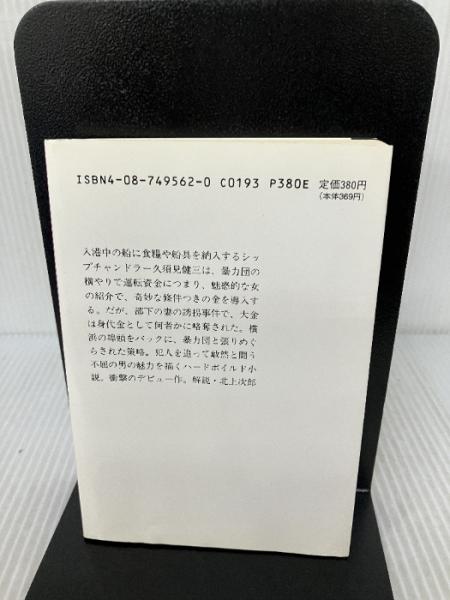 ISBN4-08-749562-0 C0193 P380E 定価380円
(本体369円)
入港中の船に食糧や船具を納入するシッ
プチャンドラー久須見健三は、暴力団の
横やりで運転資金につまり、魅惑的な女
の紹介で、奇妙な條件つきの金を導入す
る。だが、部下の妻の誘拐事件で、大金
は身代金として何者かに略奪された。横
浜の埠頭をバックに、暴力団と張りめぐ
らされた策略。犯人を追って敢然と闘う
不屈の男の魅力を描くハードボイルド小
説。衝撃のデビュー作。解説・北上次郎